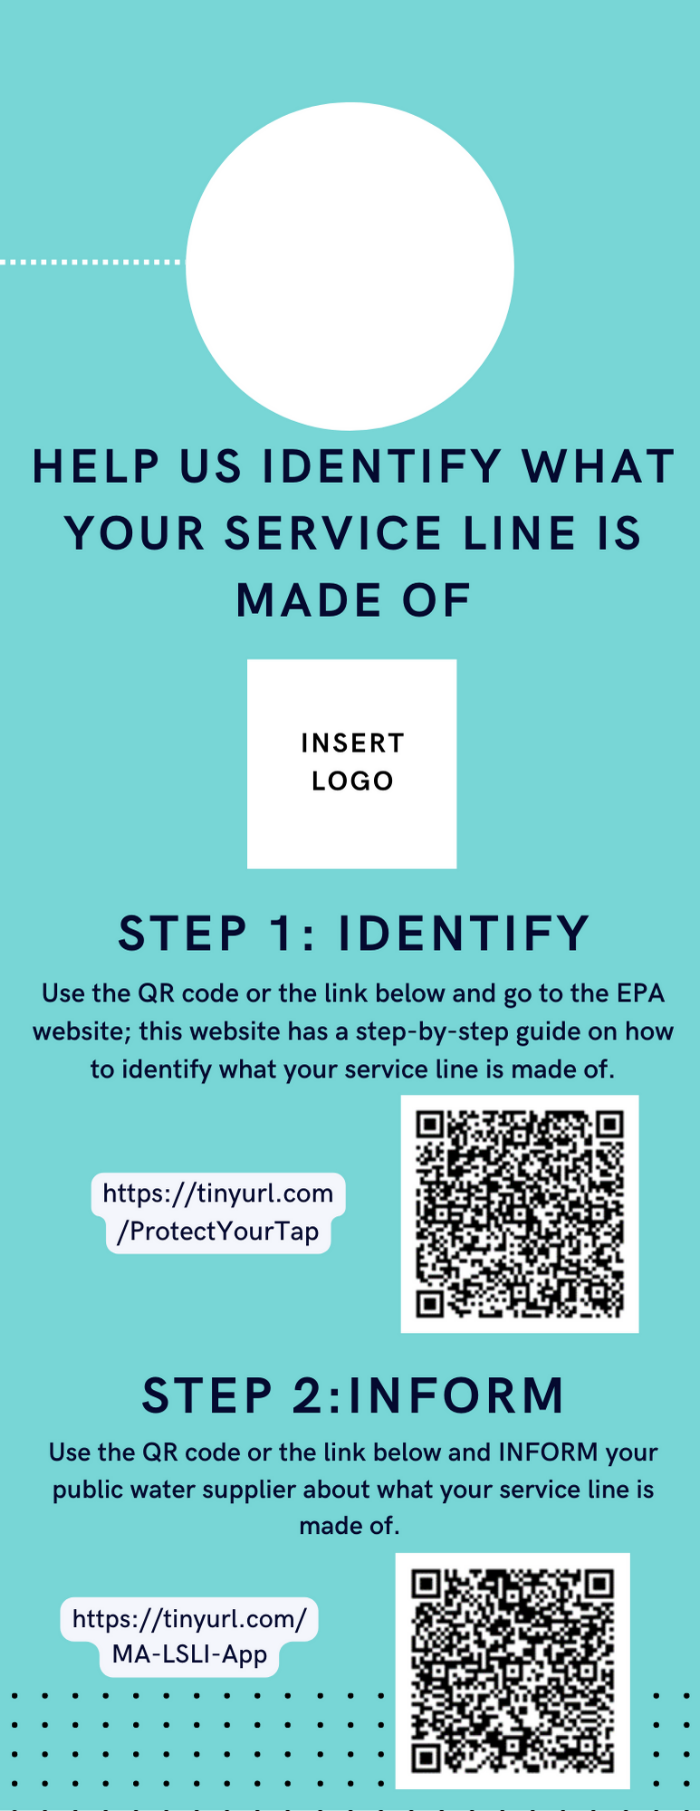 HELP US IDENTIFY WHAT
YOUR SERVICE LINE IS
MADE OF
INSERT
LOGO
STEP 1: IDENTIFY
Use the QR code or the link below and go to the EPA
website; this website has a step-by-step guide on how
to identify what your service line is made of.
https://tinyurl.com
/ProtectYourTap
STEP 2:INFORM
Use the QR code or the link below and INFORM your
public water supplier about what your service line is
made of.
https://tinyurl.com/
MA-LSLI-App